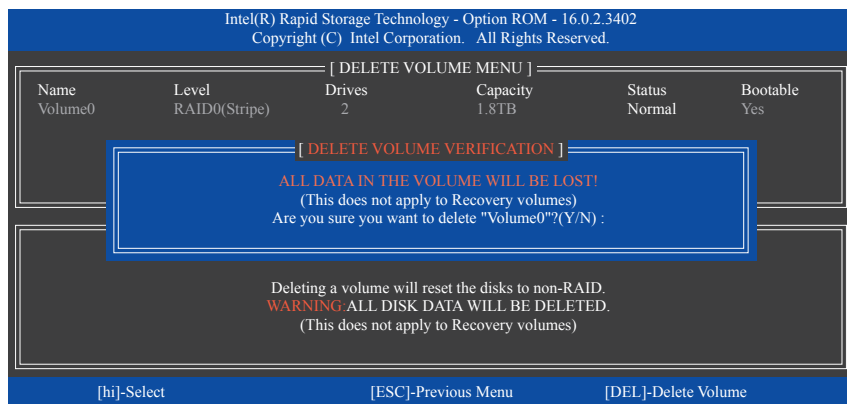 Intel(R) Rapid Storage Technology - Option ROM - 16.0.2.3402
Copyright (C) Intel Corporation. All Rights Reserved.
[ DELETE VOLUME MENU ]
Name Level Drives Capacity Status Bootable
Volume0 RAID0(Stripe) 2 1.8TB Normal Yes
[ DELETE VOLUME VERIFICATION ]
ALL DATA IN THE VOLUME WILL BE LOST!
(This does not apply to Recovery volumes)
Are you sure you want to delete "Volume0"?(Y/N) :
Deleting a volume will reset the disks to non-RAID.
WARNING:ALL DISK DATA WILL BE DELETED.
(This does not apply to Recovery volumes)
[hi]-Select [ESC]-Previous Menu [DEL]-Delete Volume